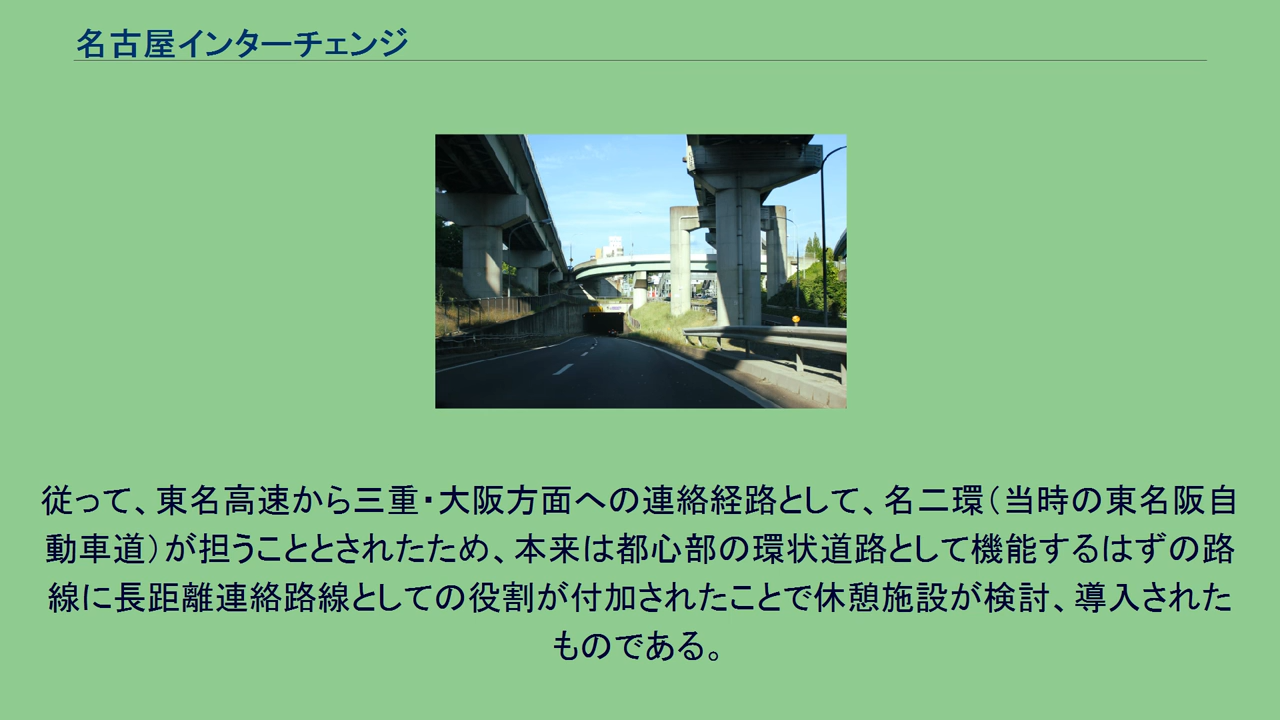 名古屋インターチェンジ
従って、東名高速から三重・大阪方面への連絡経路として、名二環(当時の東名阪自
動車道)が担うこととされたため、本来は都心部の環状道路として機能するはずの路
線に長距離連絡路線としての役割が付加されたことで休憩施設が検討、導入された
ものである。